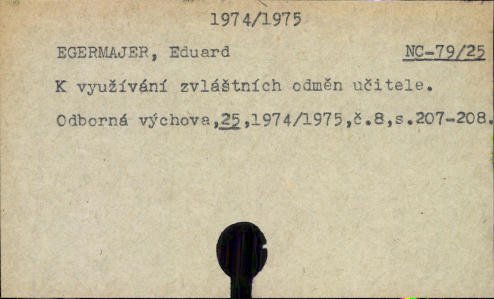 1974/1975
EGERMAJER, Eduard NC-79/25
K využívání zvláštních odměn učitele.
Odborná výchova,25,1974/1975,č.8,s.207-208.